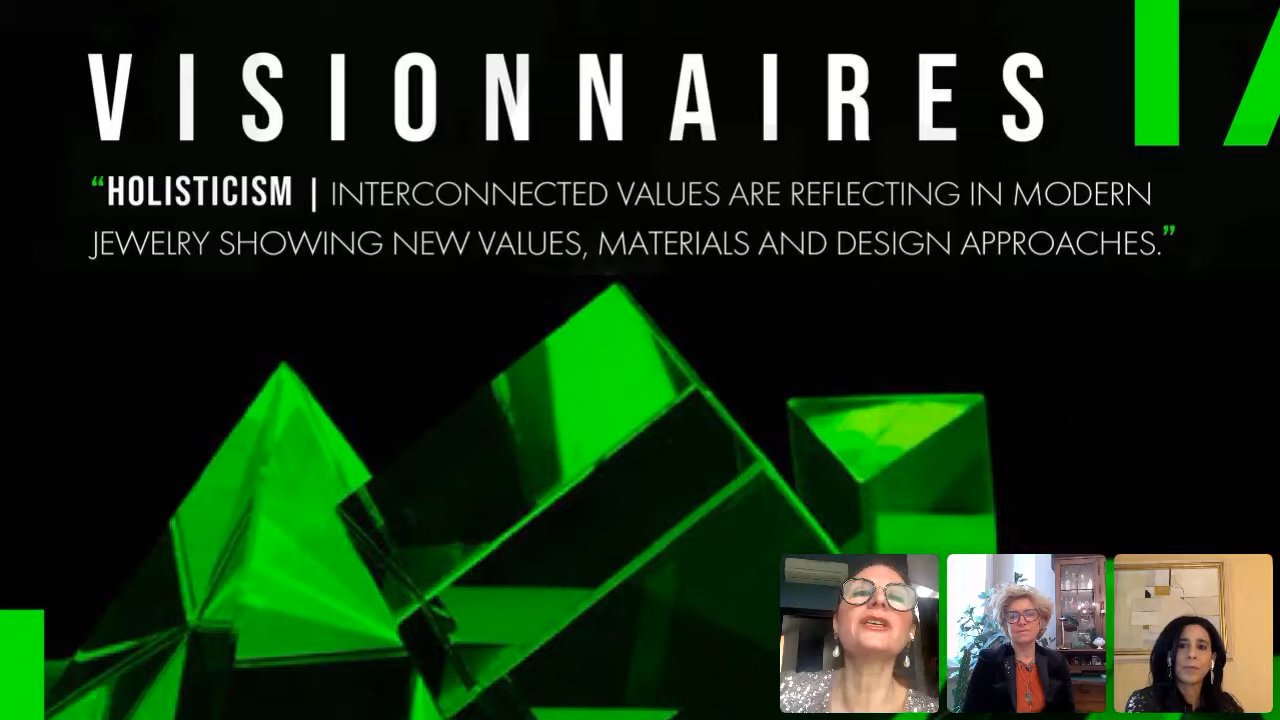 VISIONNAIRES
“HOLISTICISM | INTERCONNECTED VALUES ARE REFLECTING IN MODERN
JEWELRY SHOWING NEW VALUES, MATERIALS AND DESIGN APPROACHES.”